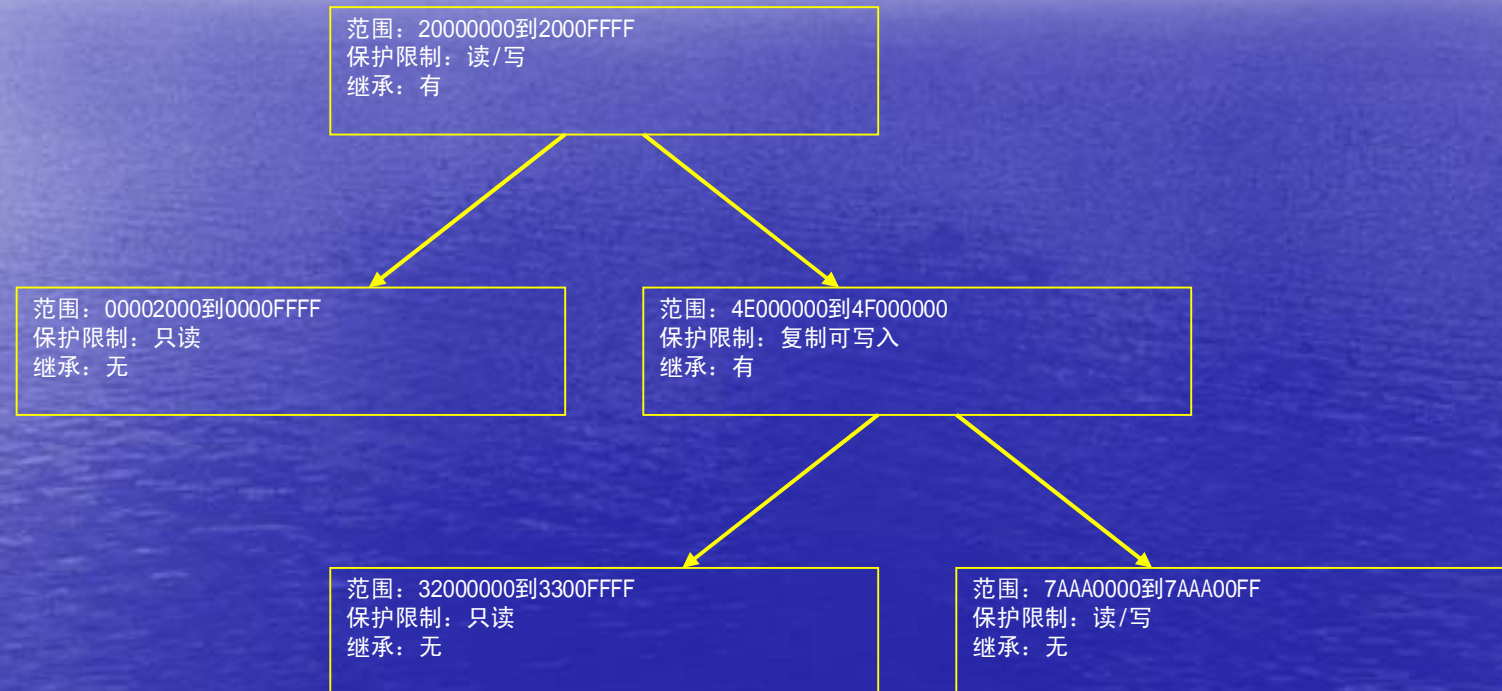 范围：20000000到2000FFFF
保护限制：读/写
继承：有
范围：00002000到0000FFFF
保护限制：只读
继承：无
范围：4E000000到4F000000
保护限制：复制可写入
继承：有
范围：32000000到3300FFFF
保护限制：只读
继承：无
范围：7AAA0000到7AAA00FF
保护限制：读/写
继承：无